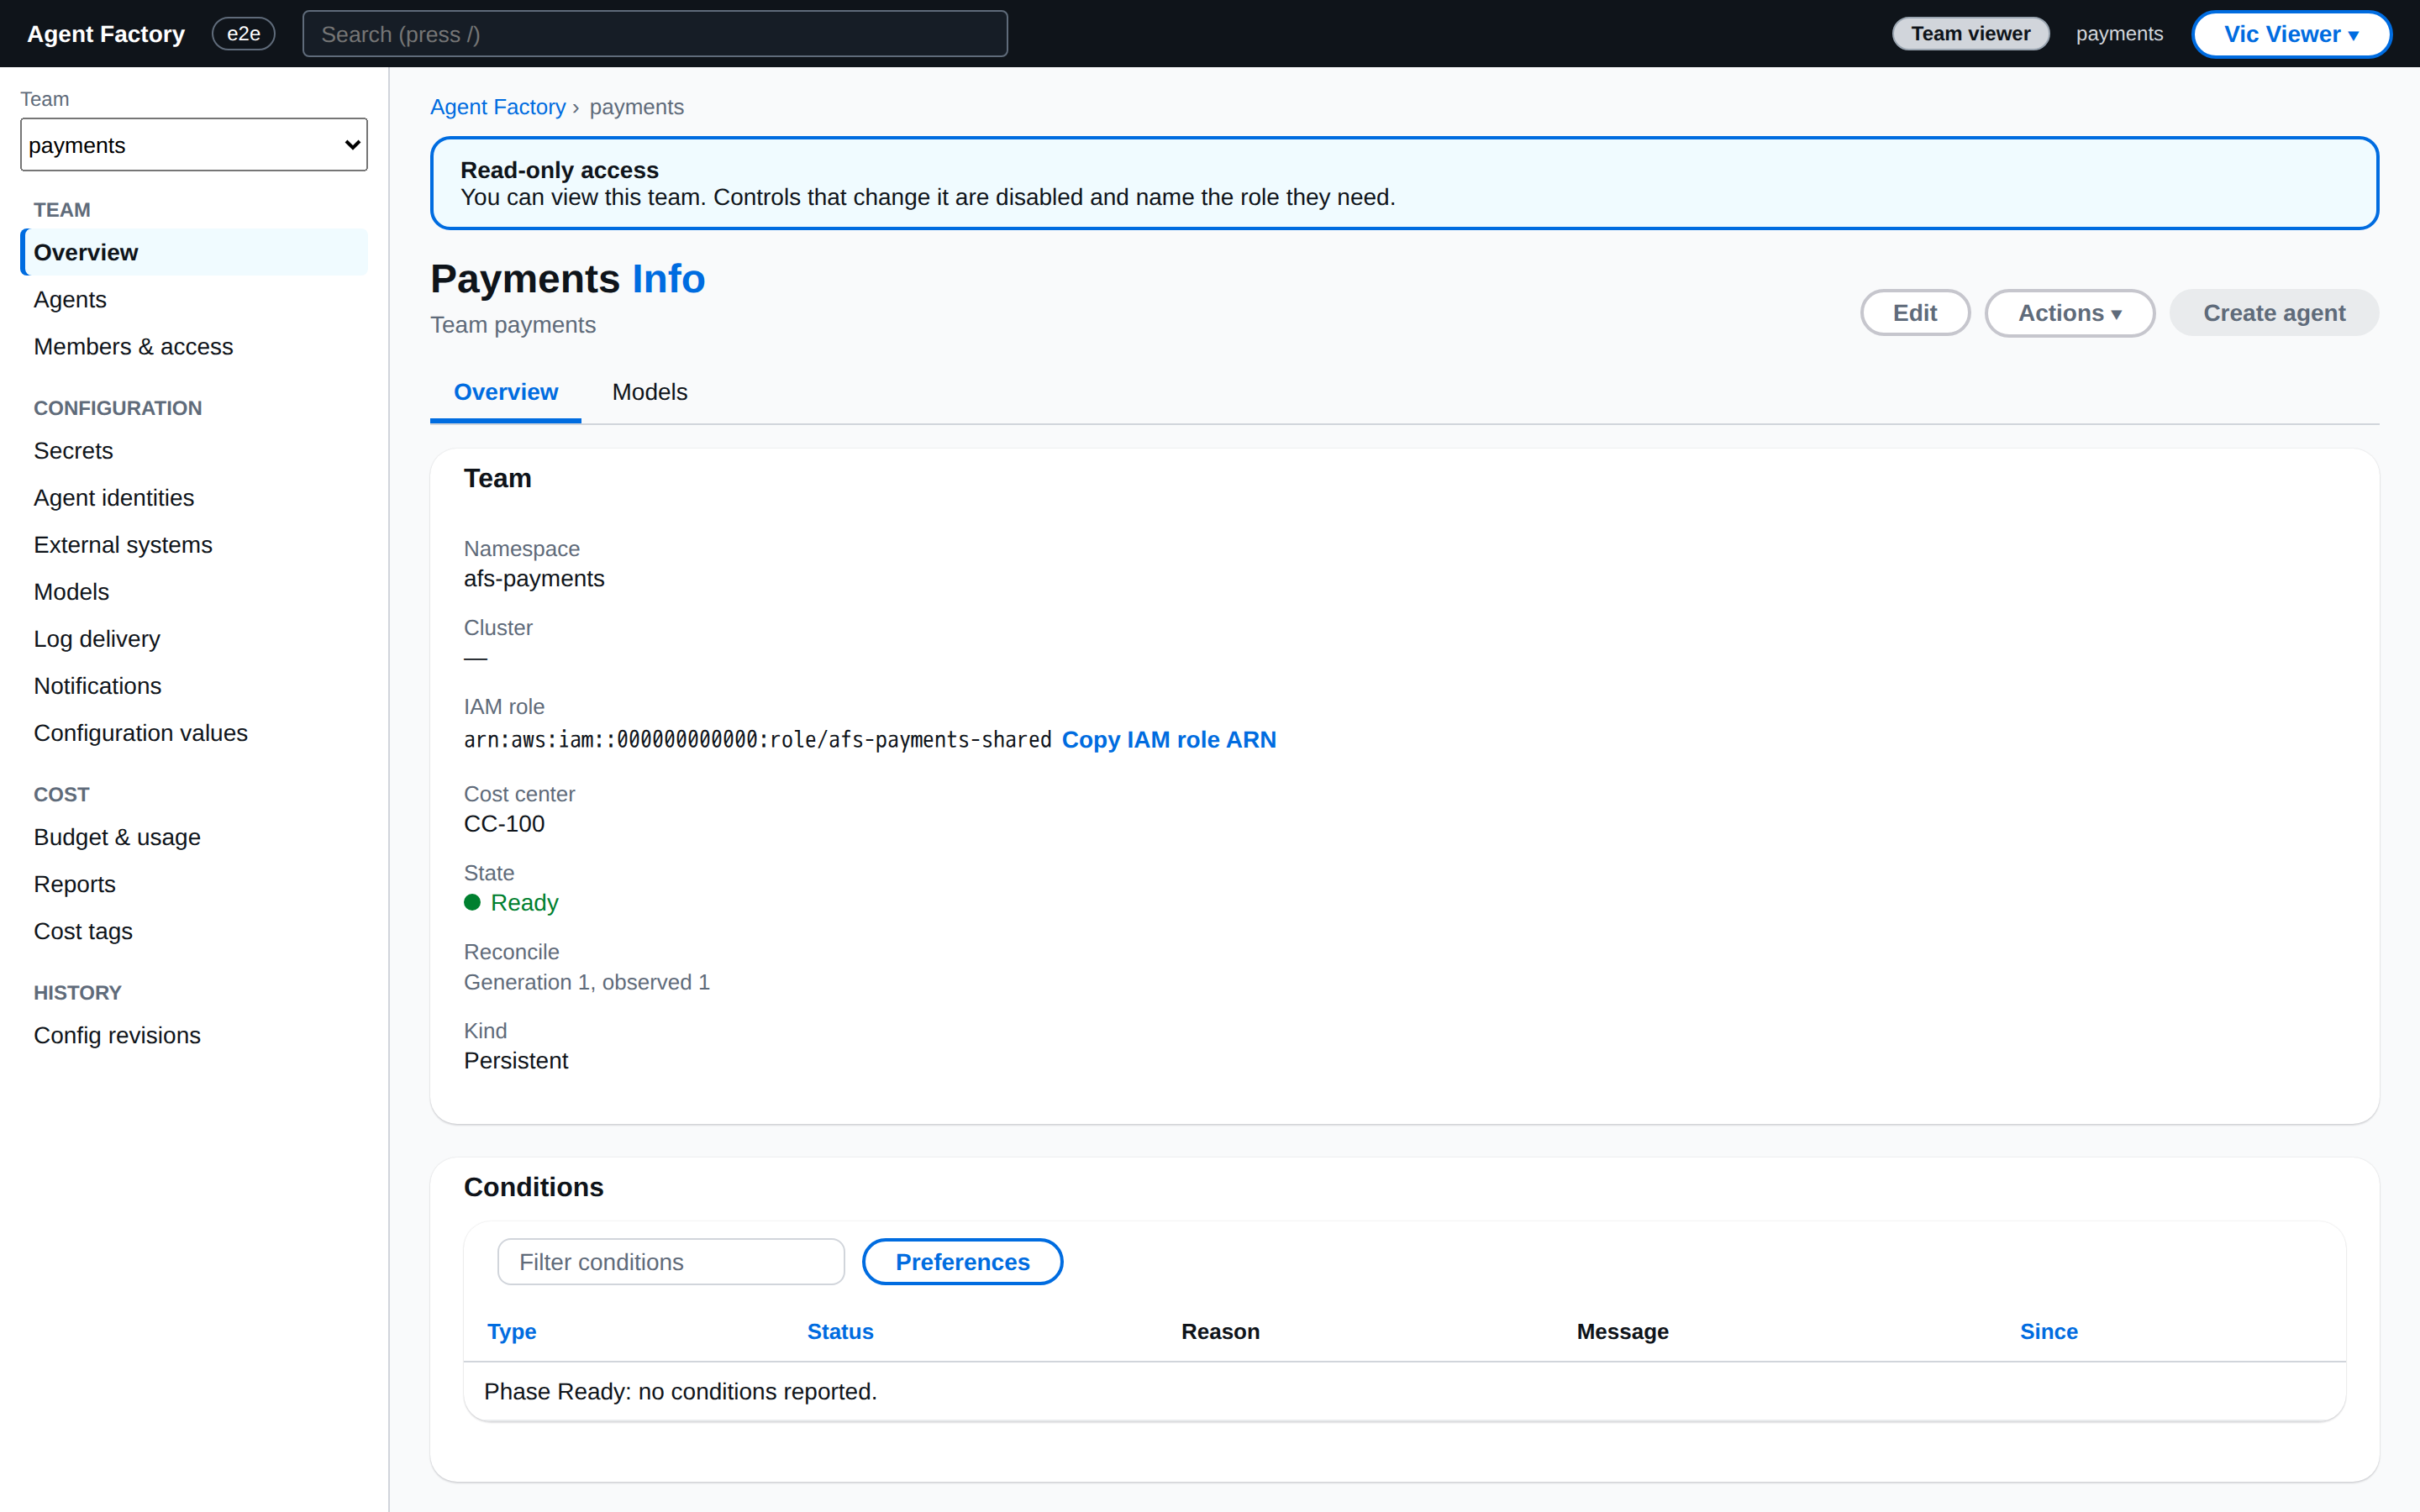 Agent Factory e2e Search (press /) Team viewer payments Vic Viewer ▾
Team
payments
TEAM
Overview
Agents
Members & access
CONFIGURATION
Secrets
Agent identities
External systems
Models
Log delivery
Notifications
Configuration values
COST
Budget & usage
Reports
Cost tags
HISTORY
Config revisions
Agent Factory › payments
Read-only access
You can view this team. Controls that change it are disabled and name the role they need.
Payments Info
Team payments
Edit Actions ▾ Create agent
Overview Models
Team
Namespace
afs-payments
Cluster
—
IAM role
arn:aws:iam::000000000000:role/afs-payments-shared Copy IAM role ARN
Cost center
CC-100
State
Ready
Reconcile
Generation 1, observed 1
Kind
Persistent
Conditions
Filter conditions Preferences
Type Status Reason Message Since
Phase Ready: no conditions reported.